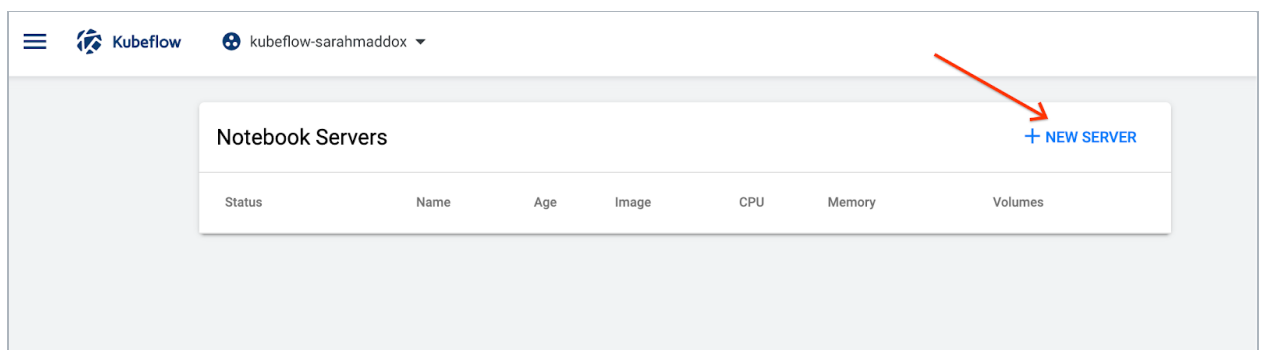 Kubeflow kubeflow-sarahmaddox
Notebook Servers + NEW SERVER
Status Name Age Image CPU Memory Volumes